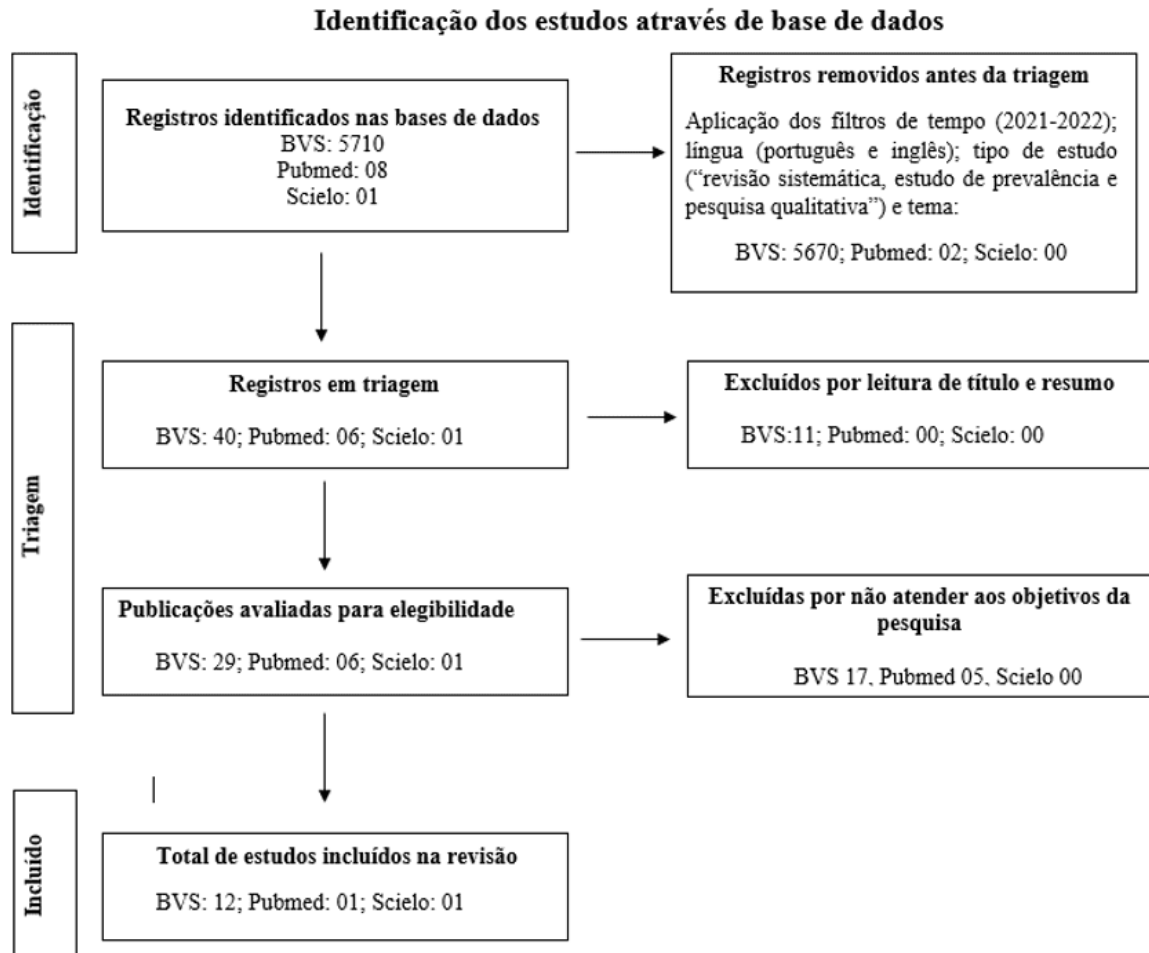 Identificação dos estudos através de base de dados
Identificação
Registros identificados nas bases de dados
BVS: 5710
Pubmed: 08
Scielo: 01
Registros removidos antes da triagem
Aplicação dos filtros de tempo (2021-2022);
língua (português e inglês); tipo de estudo
(“revisão sistemática, estudo de prevalência e
pesquisa qualitativa”) e tema:
BVS: 5670; Pubmed: 02; Scielo: 00
Triagem
Registros em triagem
BVS: 40; Pubmed: 06; Scielo: 01
Excluídos por leitura de título e resumo
BVS:11; Pubmed: 00; Scielo: 00
Publicações avaliadas para elegibilidade
BVS: 29; Pubmed: 06; Scielo: 01
Excluídas por não atender aos objetivos da
pesquisa
BVS 17, Pubmed 05, Scielo 00
Incluído
Total de estudos incluídos na revisão
BVS: 12; Pubmed: 01; Scielo: 01